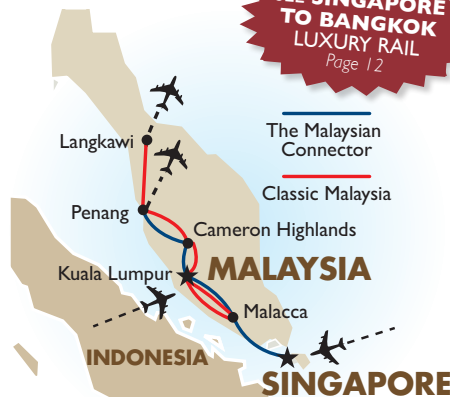 SINGAPORE
TO BANGKOK
LUXURY RAIL
Page 12
Langkawi
The Malaysian
Connector
Classic Malaysia
Penang
Cameron Highlands
Kuala Lumpur
MALAYSIA
Malacca
INDONESIA
SINGAPORE